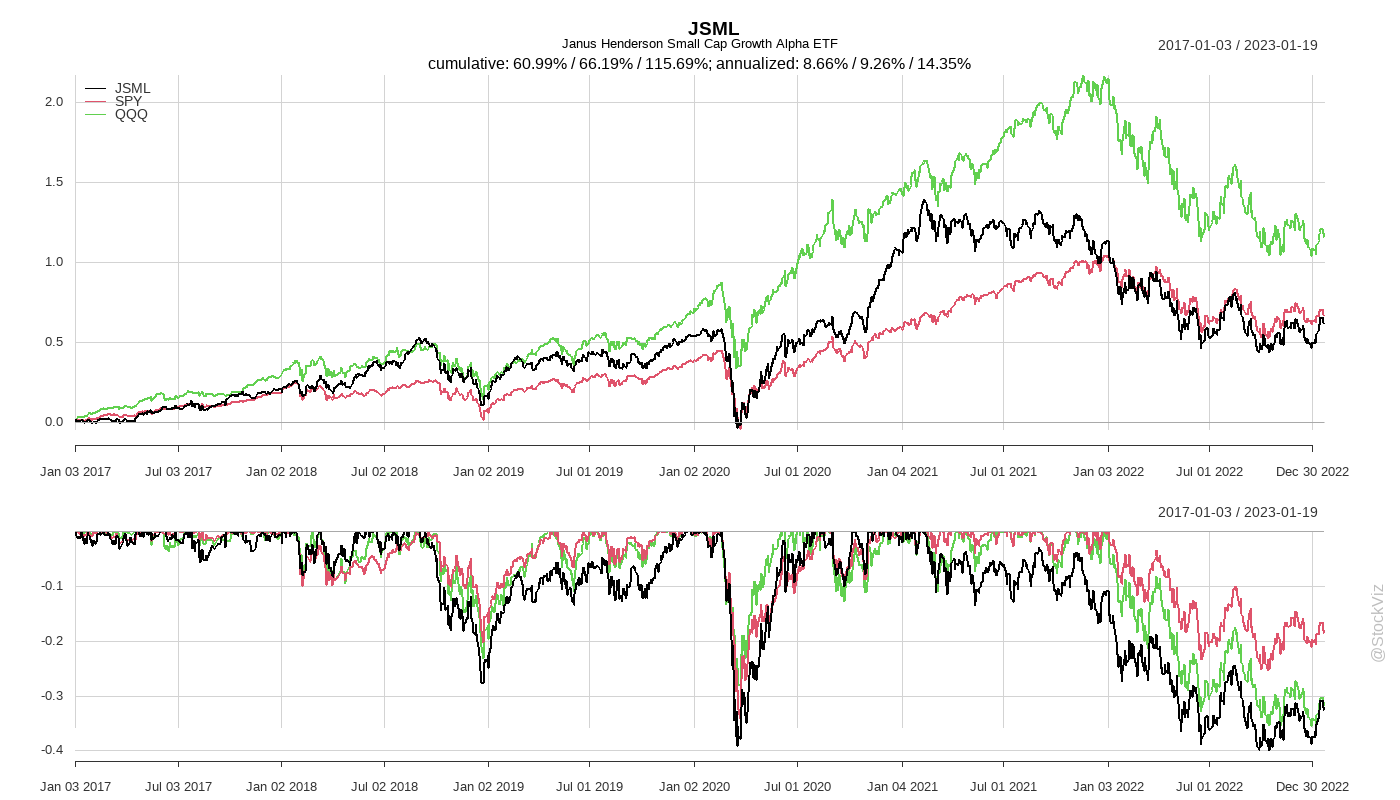 JSML
Janus Henderson Small Cap Growth Alpha ETF
2017-01-03 / 2023-01-19
cumulative: 60.99% / 66.19% / 115.69%; annualized: 8.66% / 9.26% / 14.35%
JSML
SPY
QQQ
2.0
1.5
1.0
0.5
0.0
Jan 03 2017 Jul 03 2017 Jan 02 2018 Jul 02 2018 Jan 02 2019 Jul 01 2019 Jan 02 2020 Jul 01 2020 Jan 04 2021 Jul 01 2021 Jan 03 2022 Jul 01 2022 Dec 30 2022
2017-01-03 / 2023-01-19
-0.1
-0.2
-0.3
-0.4
Jan 03 2017 Jul 03 2017 Jan 02 2018 Jul 02 2018 Jan 02 2019 Jul 01 2019 Jan 02 2020 Jul 01 2020 Jan 04 2021 Jul 01 2021 Jan 03 2022 Jul 01 2022 Dec 30 2022
@StockViz